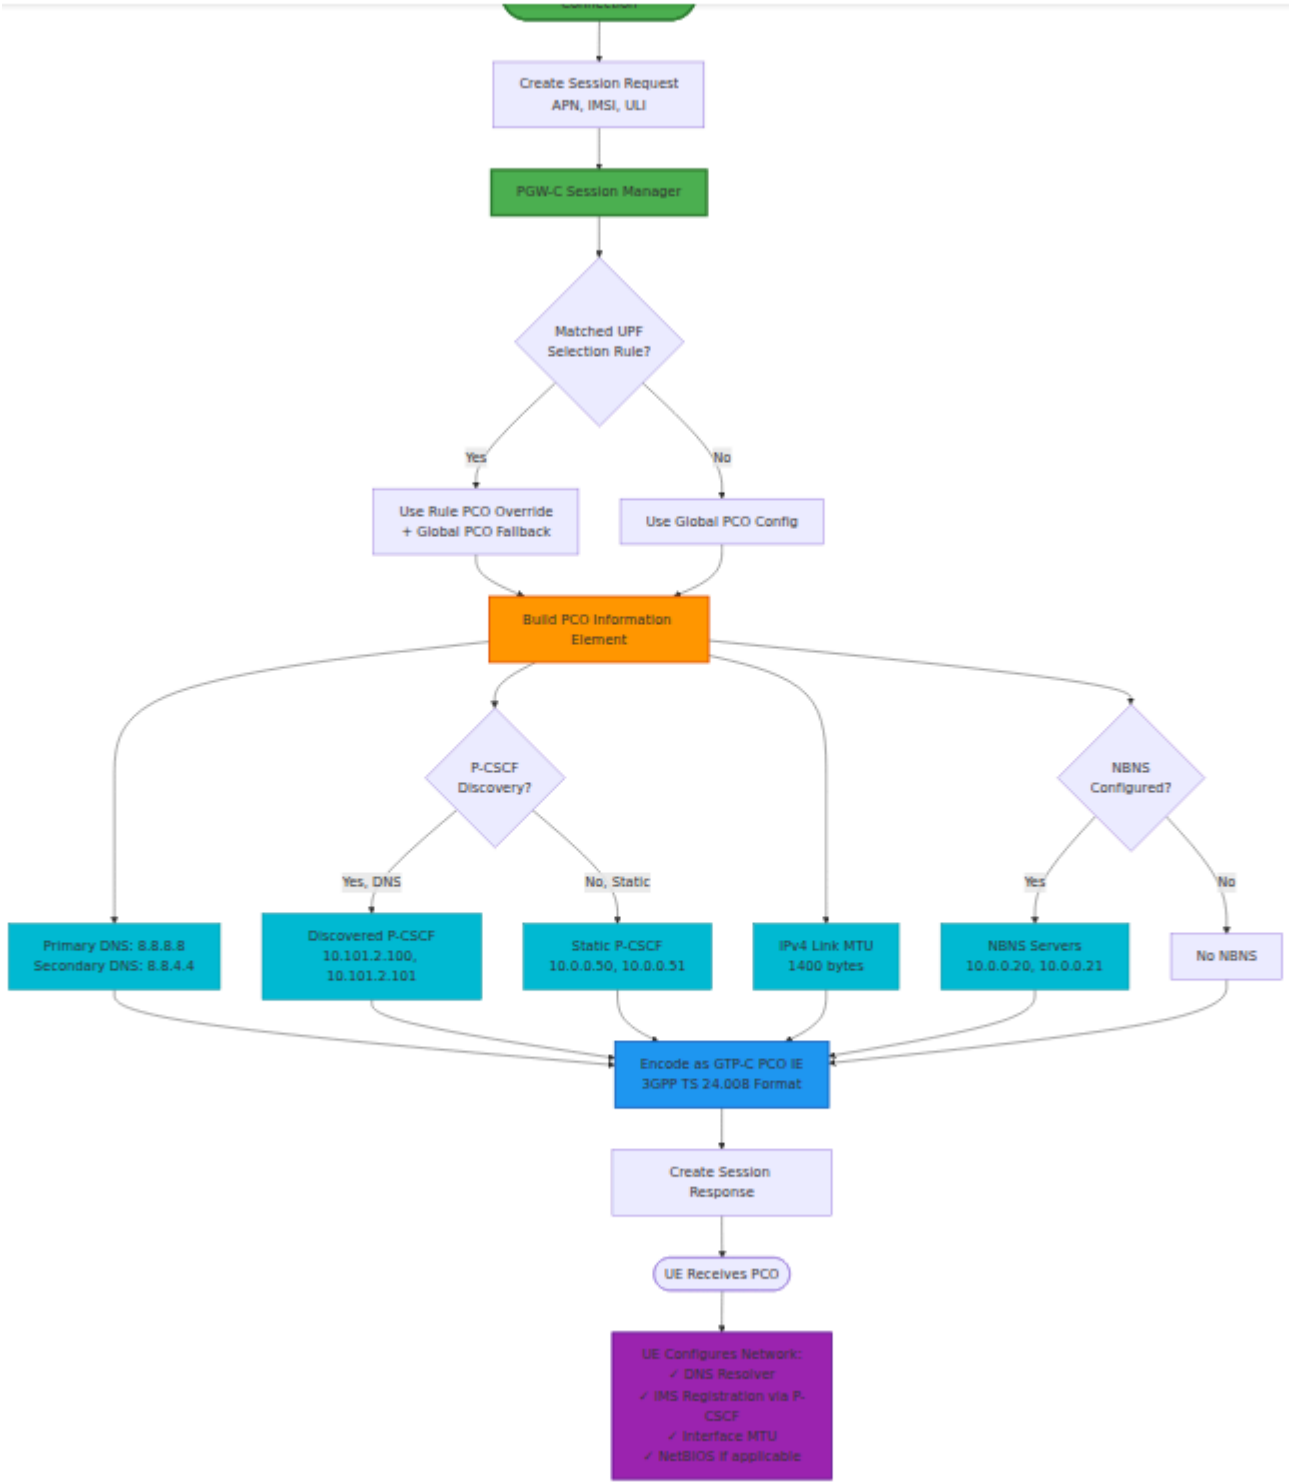 Connection
Create Session Request
APN, IMSI, ULI
PGW-C Session Manager
Matched UPF
Selection Rule?
Yes
No
Use Rule PCO Override
+ Global PCO Fallback
Use Global PCO Config
Build PCO Information
Element
P-CSCF
Discovery?
NBNS
Configured?
Yes, DNS
No, Static
Yes
No
Primary DNS: 8.8.8.8
Secondary DNS: 8.8.4.4
Discovered P-CSCF
10.101.2.100,
10.101.2.101
Static P-CSCF
10.0.0.50, 10.0.0.51
IPv4 Link MTU
1400 bytes
NBNS Servers
10.0.0.20, 10.0.0.21
No NBNS
Encode as GTP-C PCO IE
3GPP TS 24.008 Format
Create Session
Response
UE Receives PCO
UE Configures Network:
✓ DNS Resolver
✓ IMS Registration via P-
CSCF
✓ Interface MTU
✓ NetBIOS if applicable